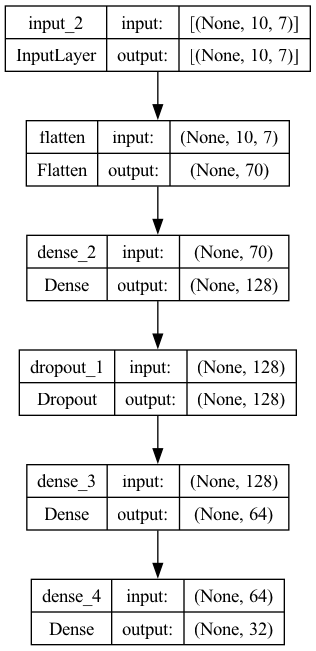 input_2 input: [(None, 10, 7)]
InputLayer output: [(None, 10, 7)]
flatten input: (None, 10, 7)
Flatten output: (None, 70)
dense_2 input: (None, 70)
Dense output: (None, 128)
dropout_1 input: (None, 128)
Dropout output: (None, 128)
dense_3 input: (None, 128)
Dense output: (None, 64)
dense_4 input: (None, 64)
Dense output: (None, 32)